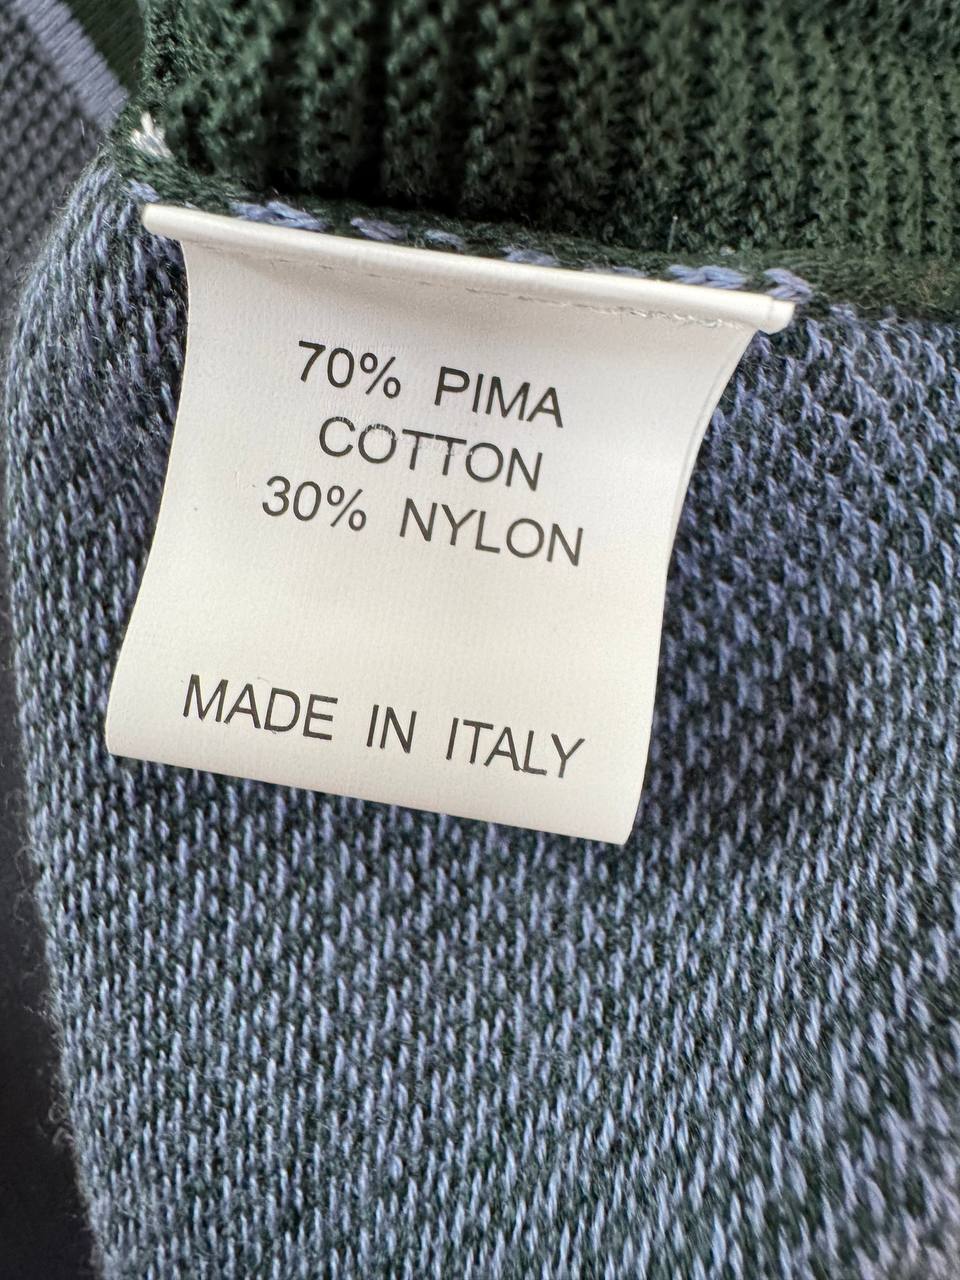 70% PIMA
COTTON
30% NYLON
MADE IN ITALY